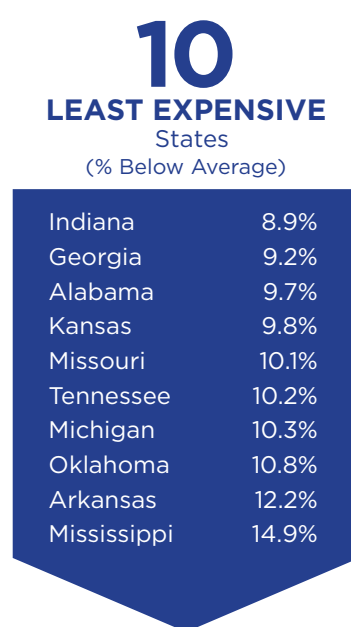 10
LEAST EXPENSIVE
States
(% Below Average)
Indiana 8.9%
Georgia 9.2%
Alabama 9.7%
Kansas 9.8%
Missouri 10.1%
Tennessee 10.2%
Michigan 10.3%
Oklahoma 10.8%
Arkansas 12.2%
Mississippi 14.9%